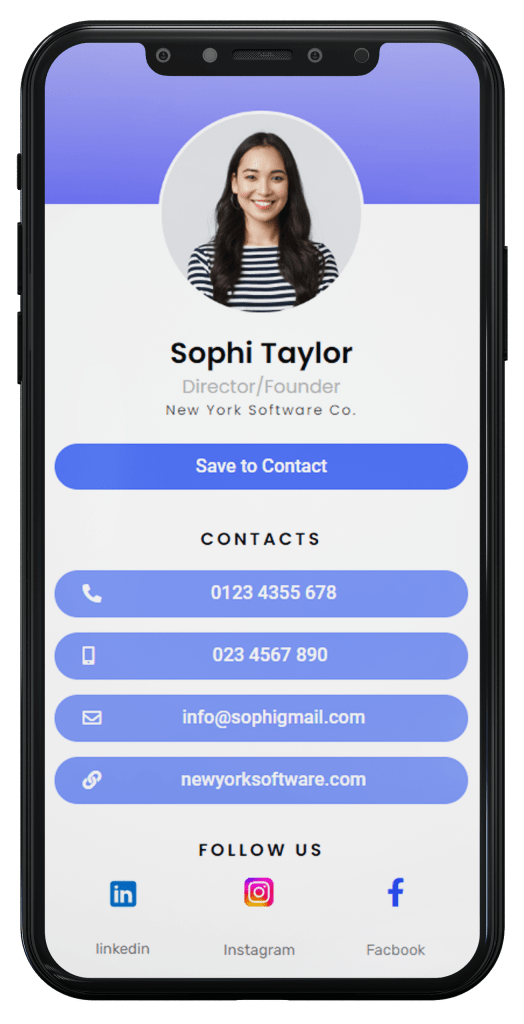 Sophi Taylor
Director/Founder
New York Software Co.
Save to Contact
CONTACTS
0123 4355 678
023 4567 890
info@sophigmail.com
newyorksoftware.com
FOLLOW US
in
linkedin Instagram Facbook